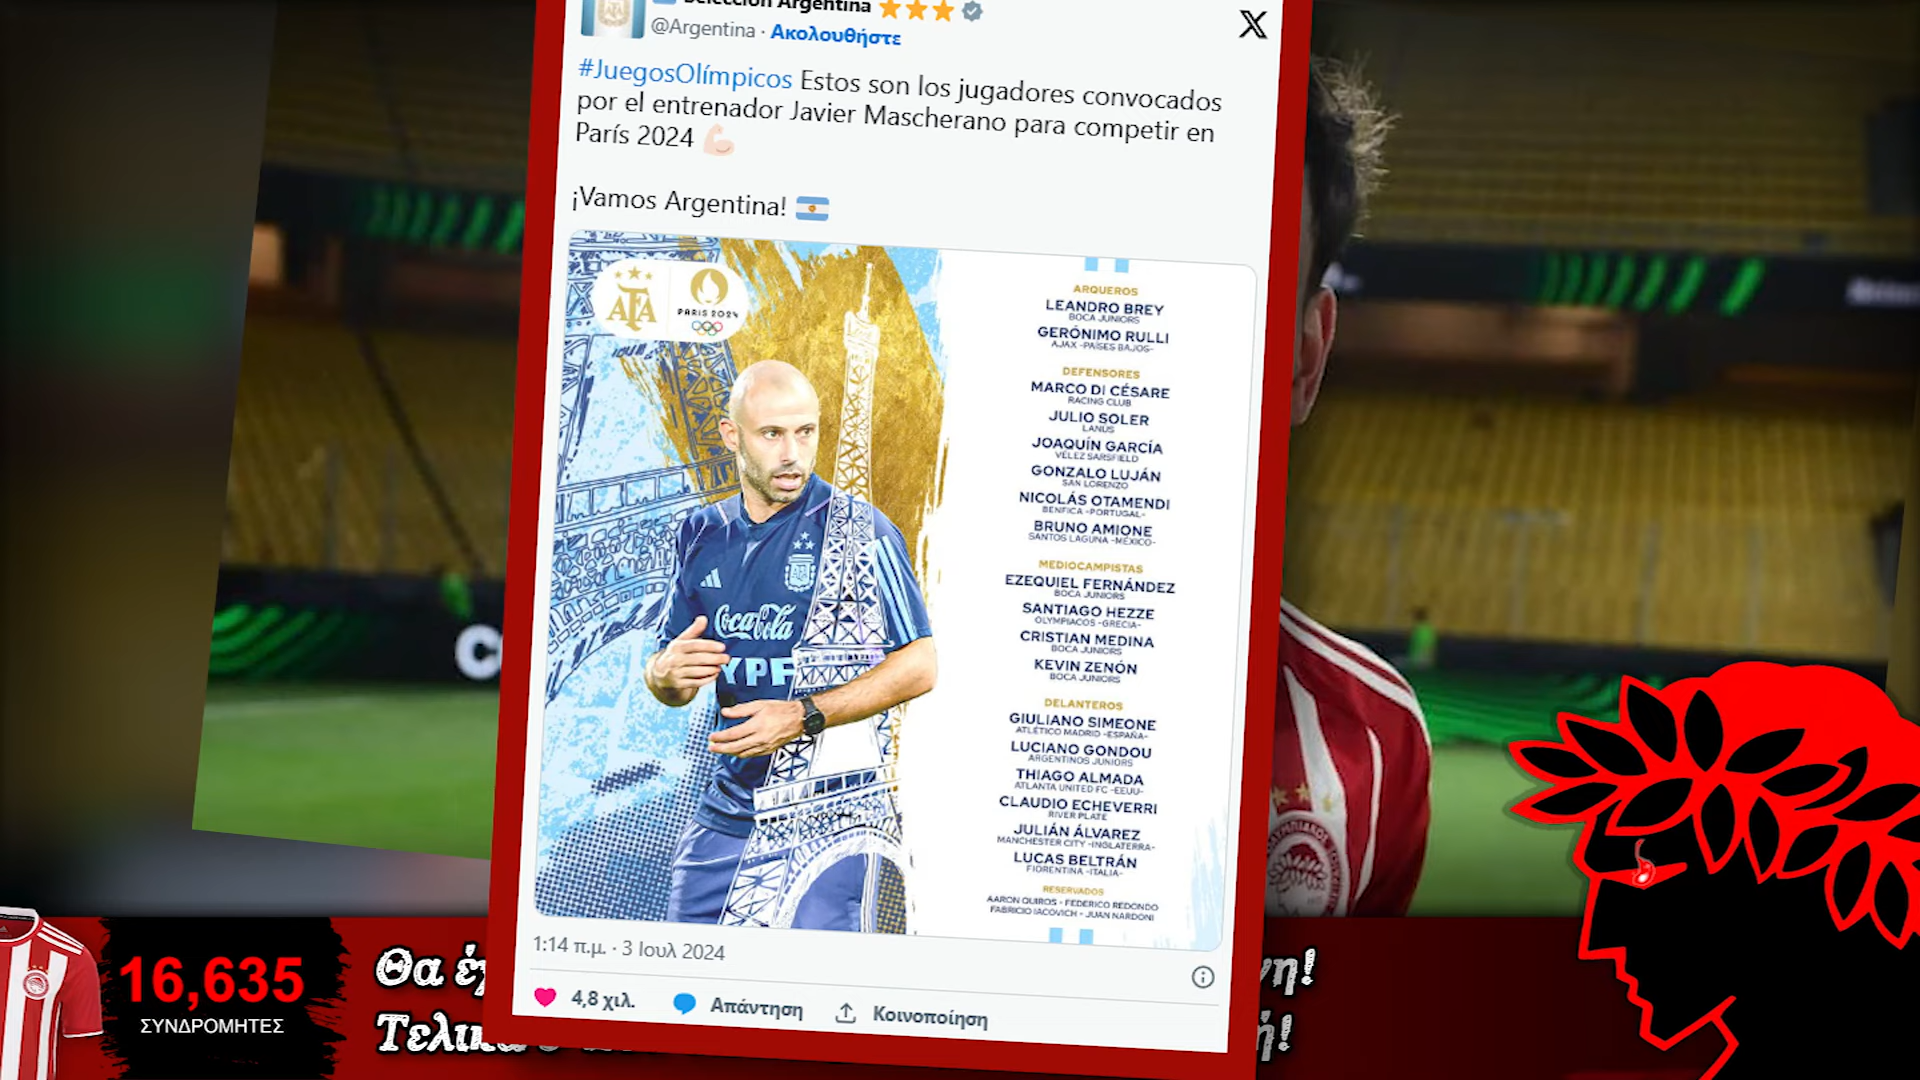 Selección Argentina
@Argentina · Ακολουθήστε
#JuegosOlímpicos Estos son los jugadores convocados
por el entrenador Javier Mascherano para competir en
París 2024
¡Vamos Argentina!
AFA
PARIS 2024
Coca-Cola
YPF
ARQUEROS
LEANDRO BREY
BOCA JUNIORS
GERÓNIMO RULLI
AJAX -PAÍSES BAJOS-
DEFENSORES
MARCO DI CÉSARE
RACING CLUB
JULIO SOLER
LANÚS
JOAQUÍN GARCÍA
VÉLEZ SARSFIELD
GONZALO LUJÁN
SAN LORENZO
NICOLÁS OTAMENDI
BENFICA -PORTUGAL-
BRUNO AMIONE
SANTOS LAGUNA -MÉXICO-
MEDIOCAMPISTAS
EZEQUIEL FERNÁNDEZ
BOCA JUNIORS
SANTIAGO HEZZE
OLYMPIACOS -GRECIA-
CRISTIAN MEDINA
BOCA JUNIORS
KEVIN ZENÓN
BOCA JUNIORS
DELANTEROS
GIULIANO SIMEONE
ATLÉTICO MADRID -ESPAÑA-
LUCIANO GONDOU
ARGENTINOS JUNIORS
THIAGO ALMADA
ATLANTA UNITED FC -EEUU-
CLAUDIO ECHEVERRI
RIVER PLATE
JULIÁN ÁLVAREZ
MANCHESTER CITY -INGLATERRA-
LUCAS BELTRÁN
FIORENTINA -ITALIA-
RESERVADOS
AARON QUIROS - FEDERICO REDONDO
FABRICIO IACOVICH - JUAN NARDONI
1:14 π.μ. · 3 Ιουλ 2024
4,8 χιλ. Απάντηση Κοινοποίηση
16,635
ΣΥΝΔΡΟΜΗΤΕΣ
Θα